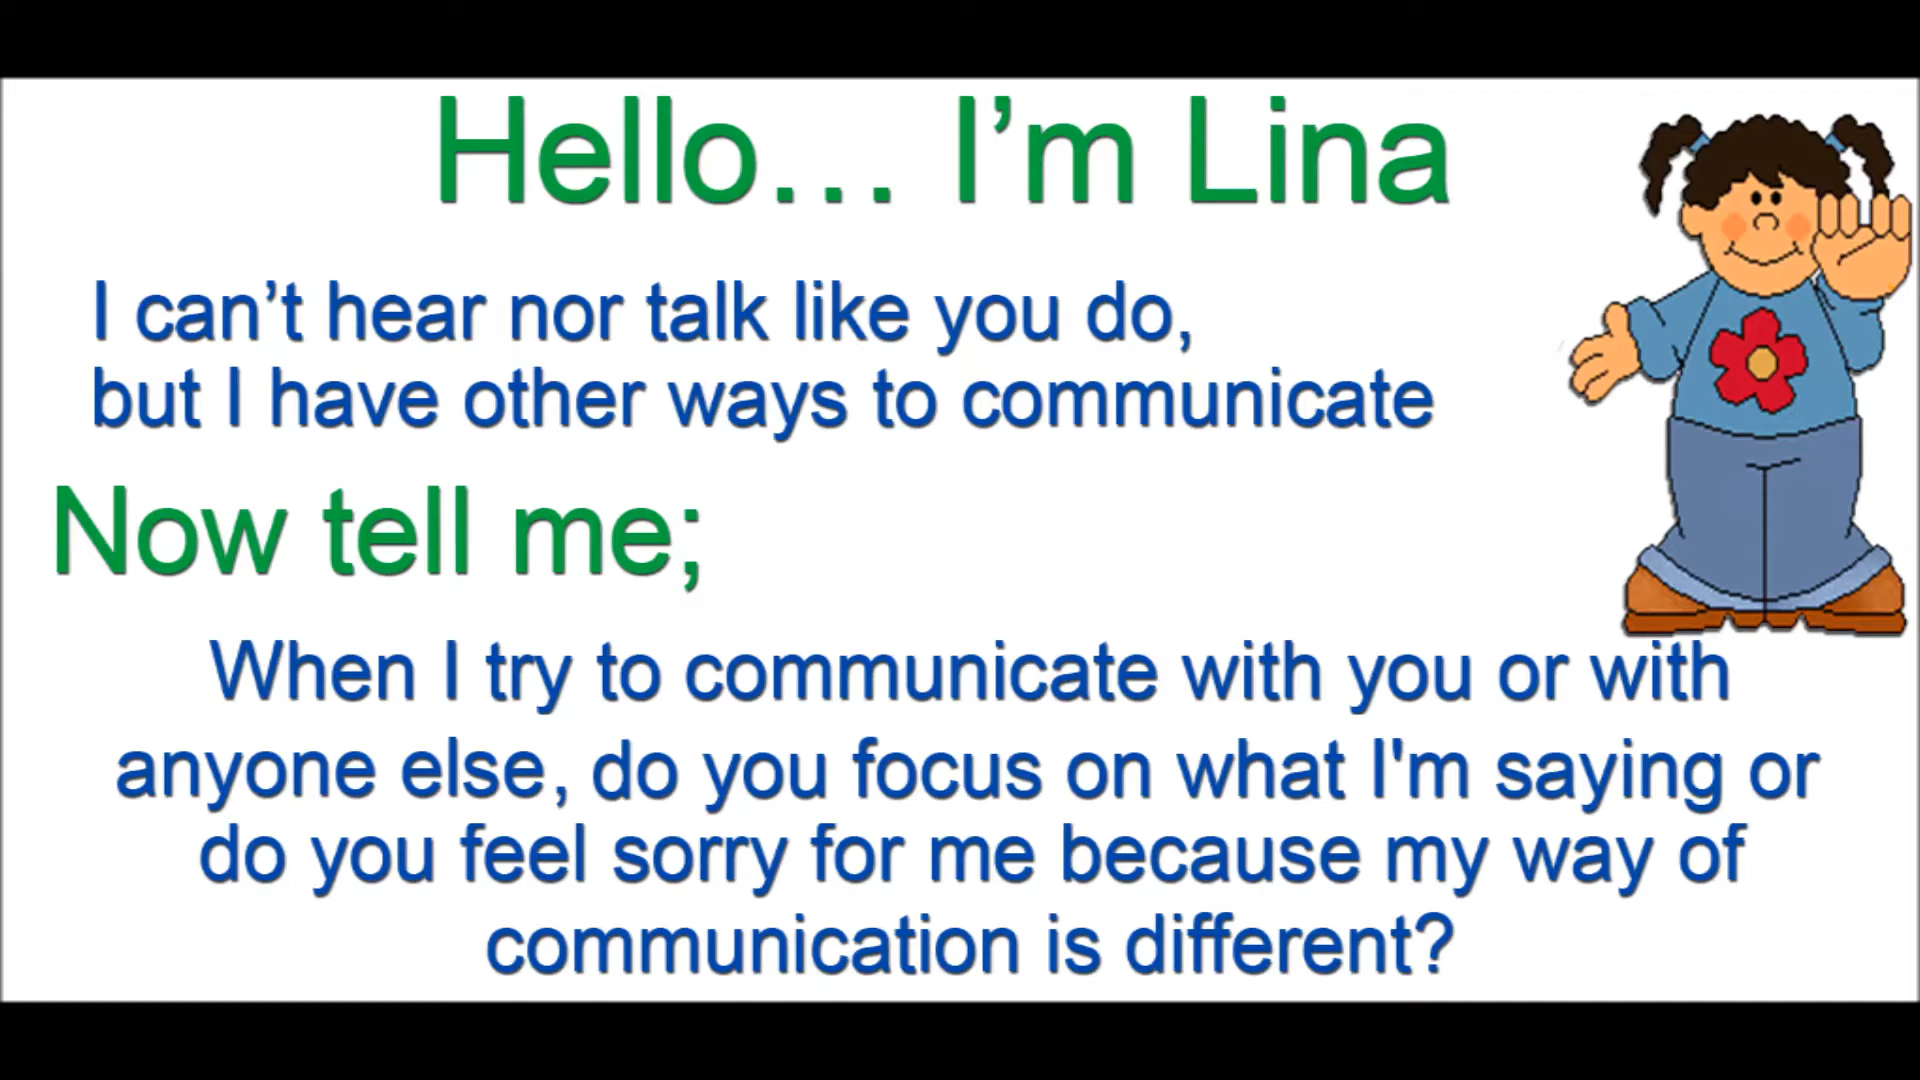 Hello… I’m Lina
I can’t hear nor talk like you do,
but I have other ways to communicate
Now tell me;
When I try to communicate with you or with
anyone else, do you focus on what I'm saying or
do you feel sorry for me because my way of
communication is different?